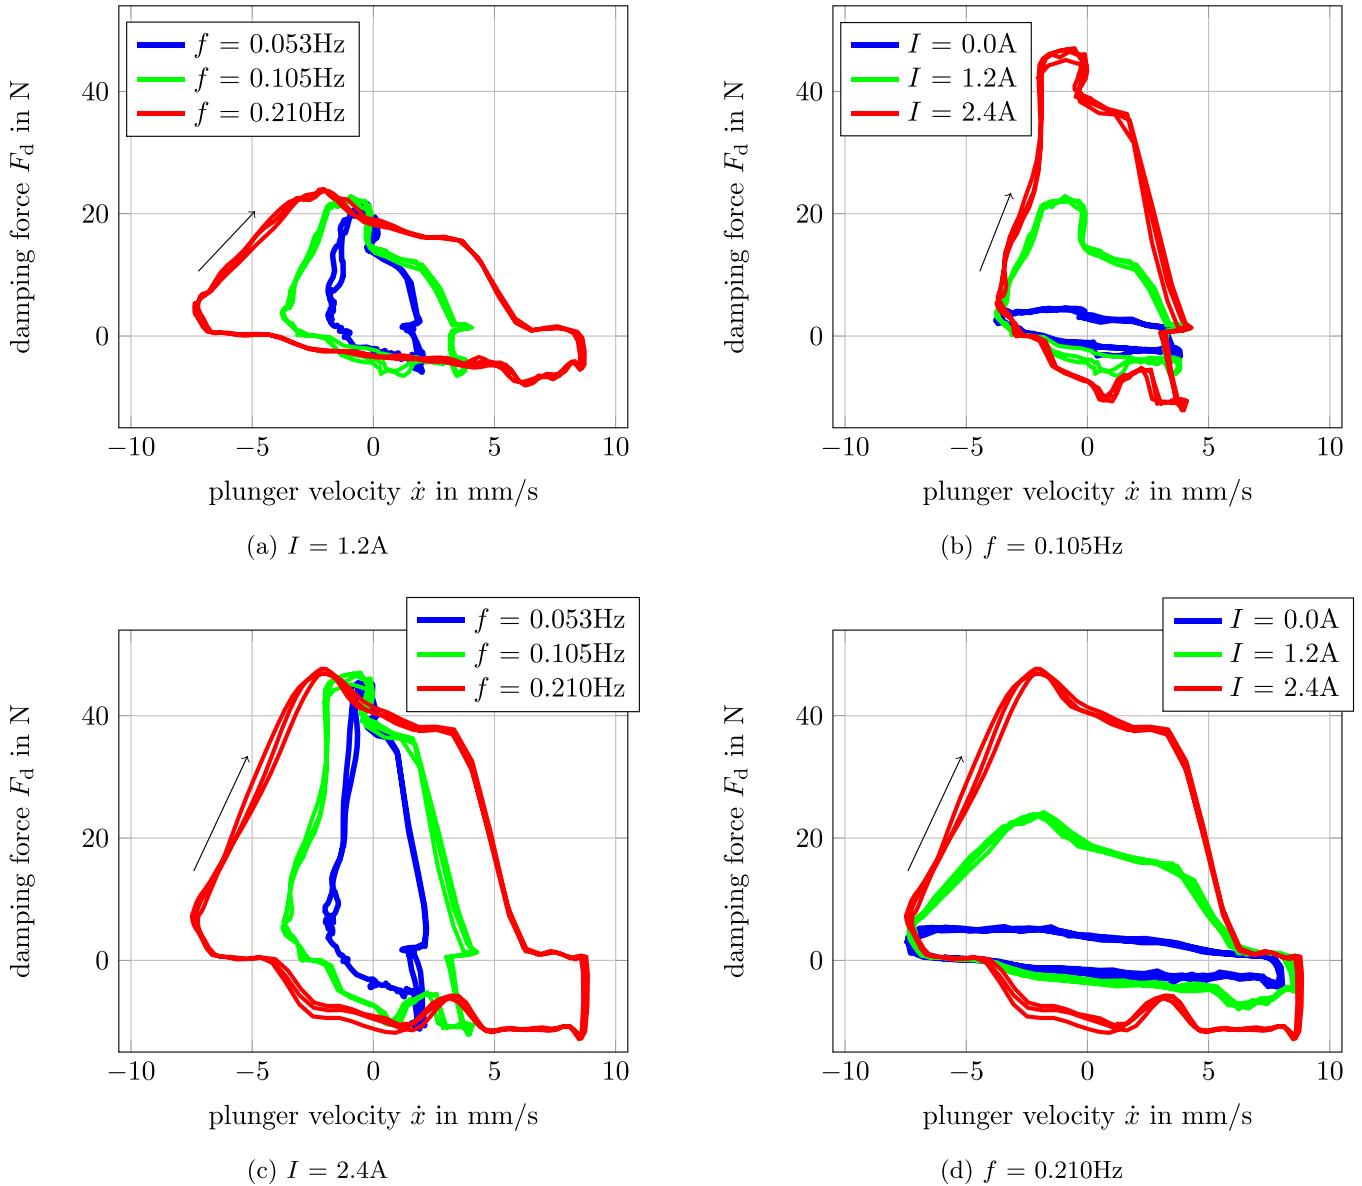 f = 0.053Hz
f = 0.105Hz
f = 0.210Hz
40
20
0
−10 −5 0 5 10
damping force F_d in N
plunger velocity ẋ in mm/s
(a) I = 1.2A
I = 0.0A
I = 1.2A
I = 2.4A
40
20
0
−10 −5 0 5 10
damping force F_d in N
plunger velocity ẋ in mm/s
(b) f = 0.105Hz
f = 0.053Hz
f = 0.105Hz
f = 0.210Hz
40
20
0
−10 −5 0 5 10
damping force F_d in N
plunger velocity ẋ in mm/s
(c) I = 2.4A
I = 0.0A
I = 1.2A
I = 2.4A
40
20
0
−10 −5 0 5 10
damping force F_d in N
plunger velocity ẋ in mm/s
(d) f = 0.210Hz